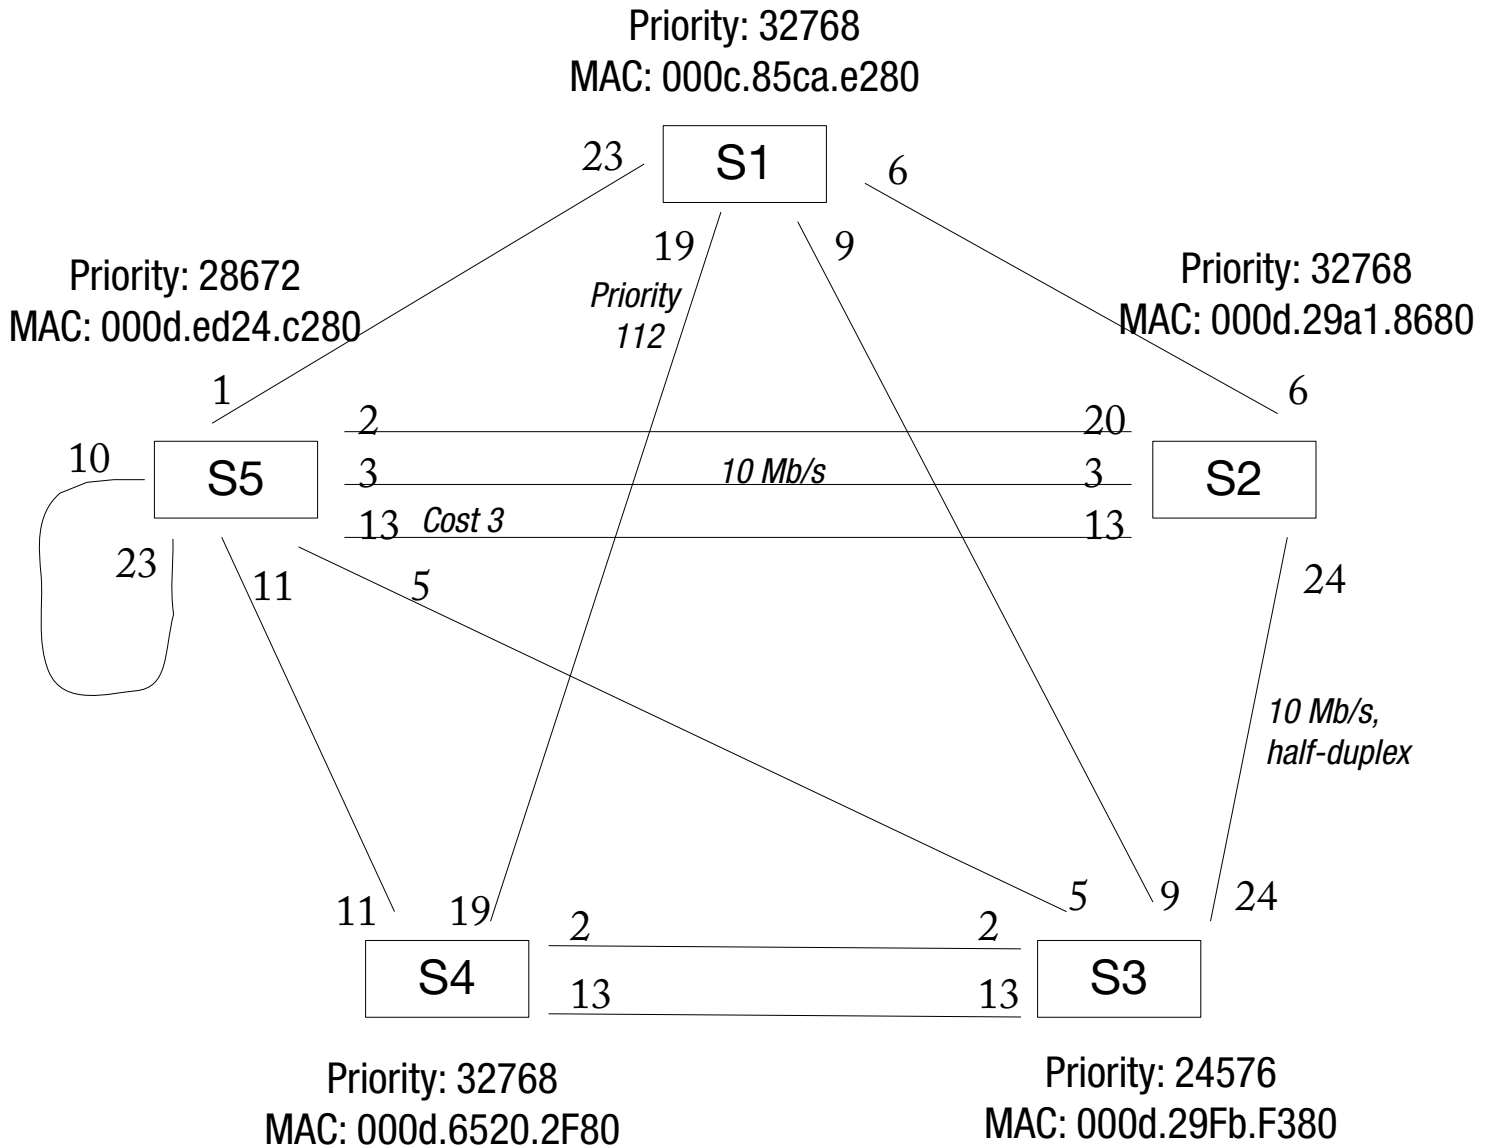 Priority: 32768
MAC: 000c.85ca.e280
S1
23
6
19
9
Priority
112
Priority: 28672
MAC: 000d.ed24.c280
Priority: 32768
MAC: 000d.29a1.8680
1
6
2
20
10
S5
3
10 Mb/s
3
S2
13
Cost 3
13
23
11
5
24
10 Mb/s,
half-duplex
11
19
2
2
5
9
24
S4
S3
13
13
Priority: 32768
MAC: 000d.6520.2F80
Priority: 24576
MAC: 000d.29Fb.F380